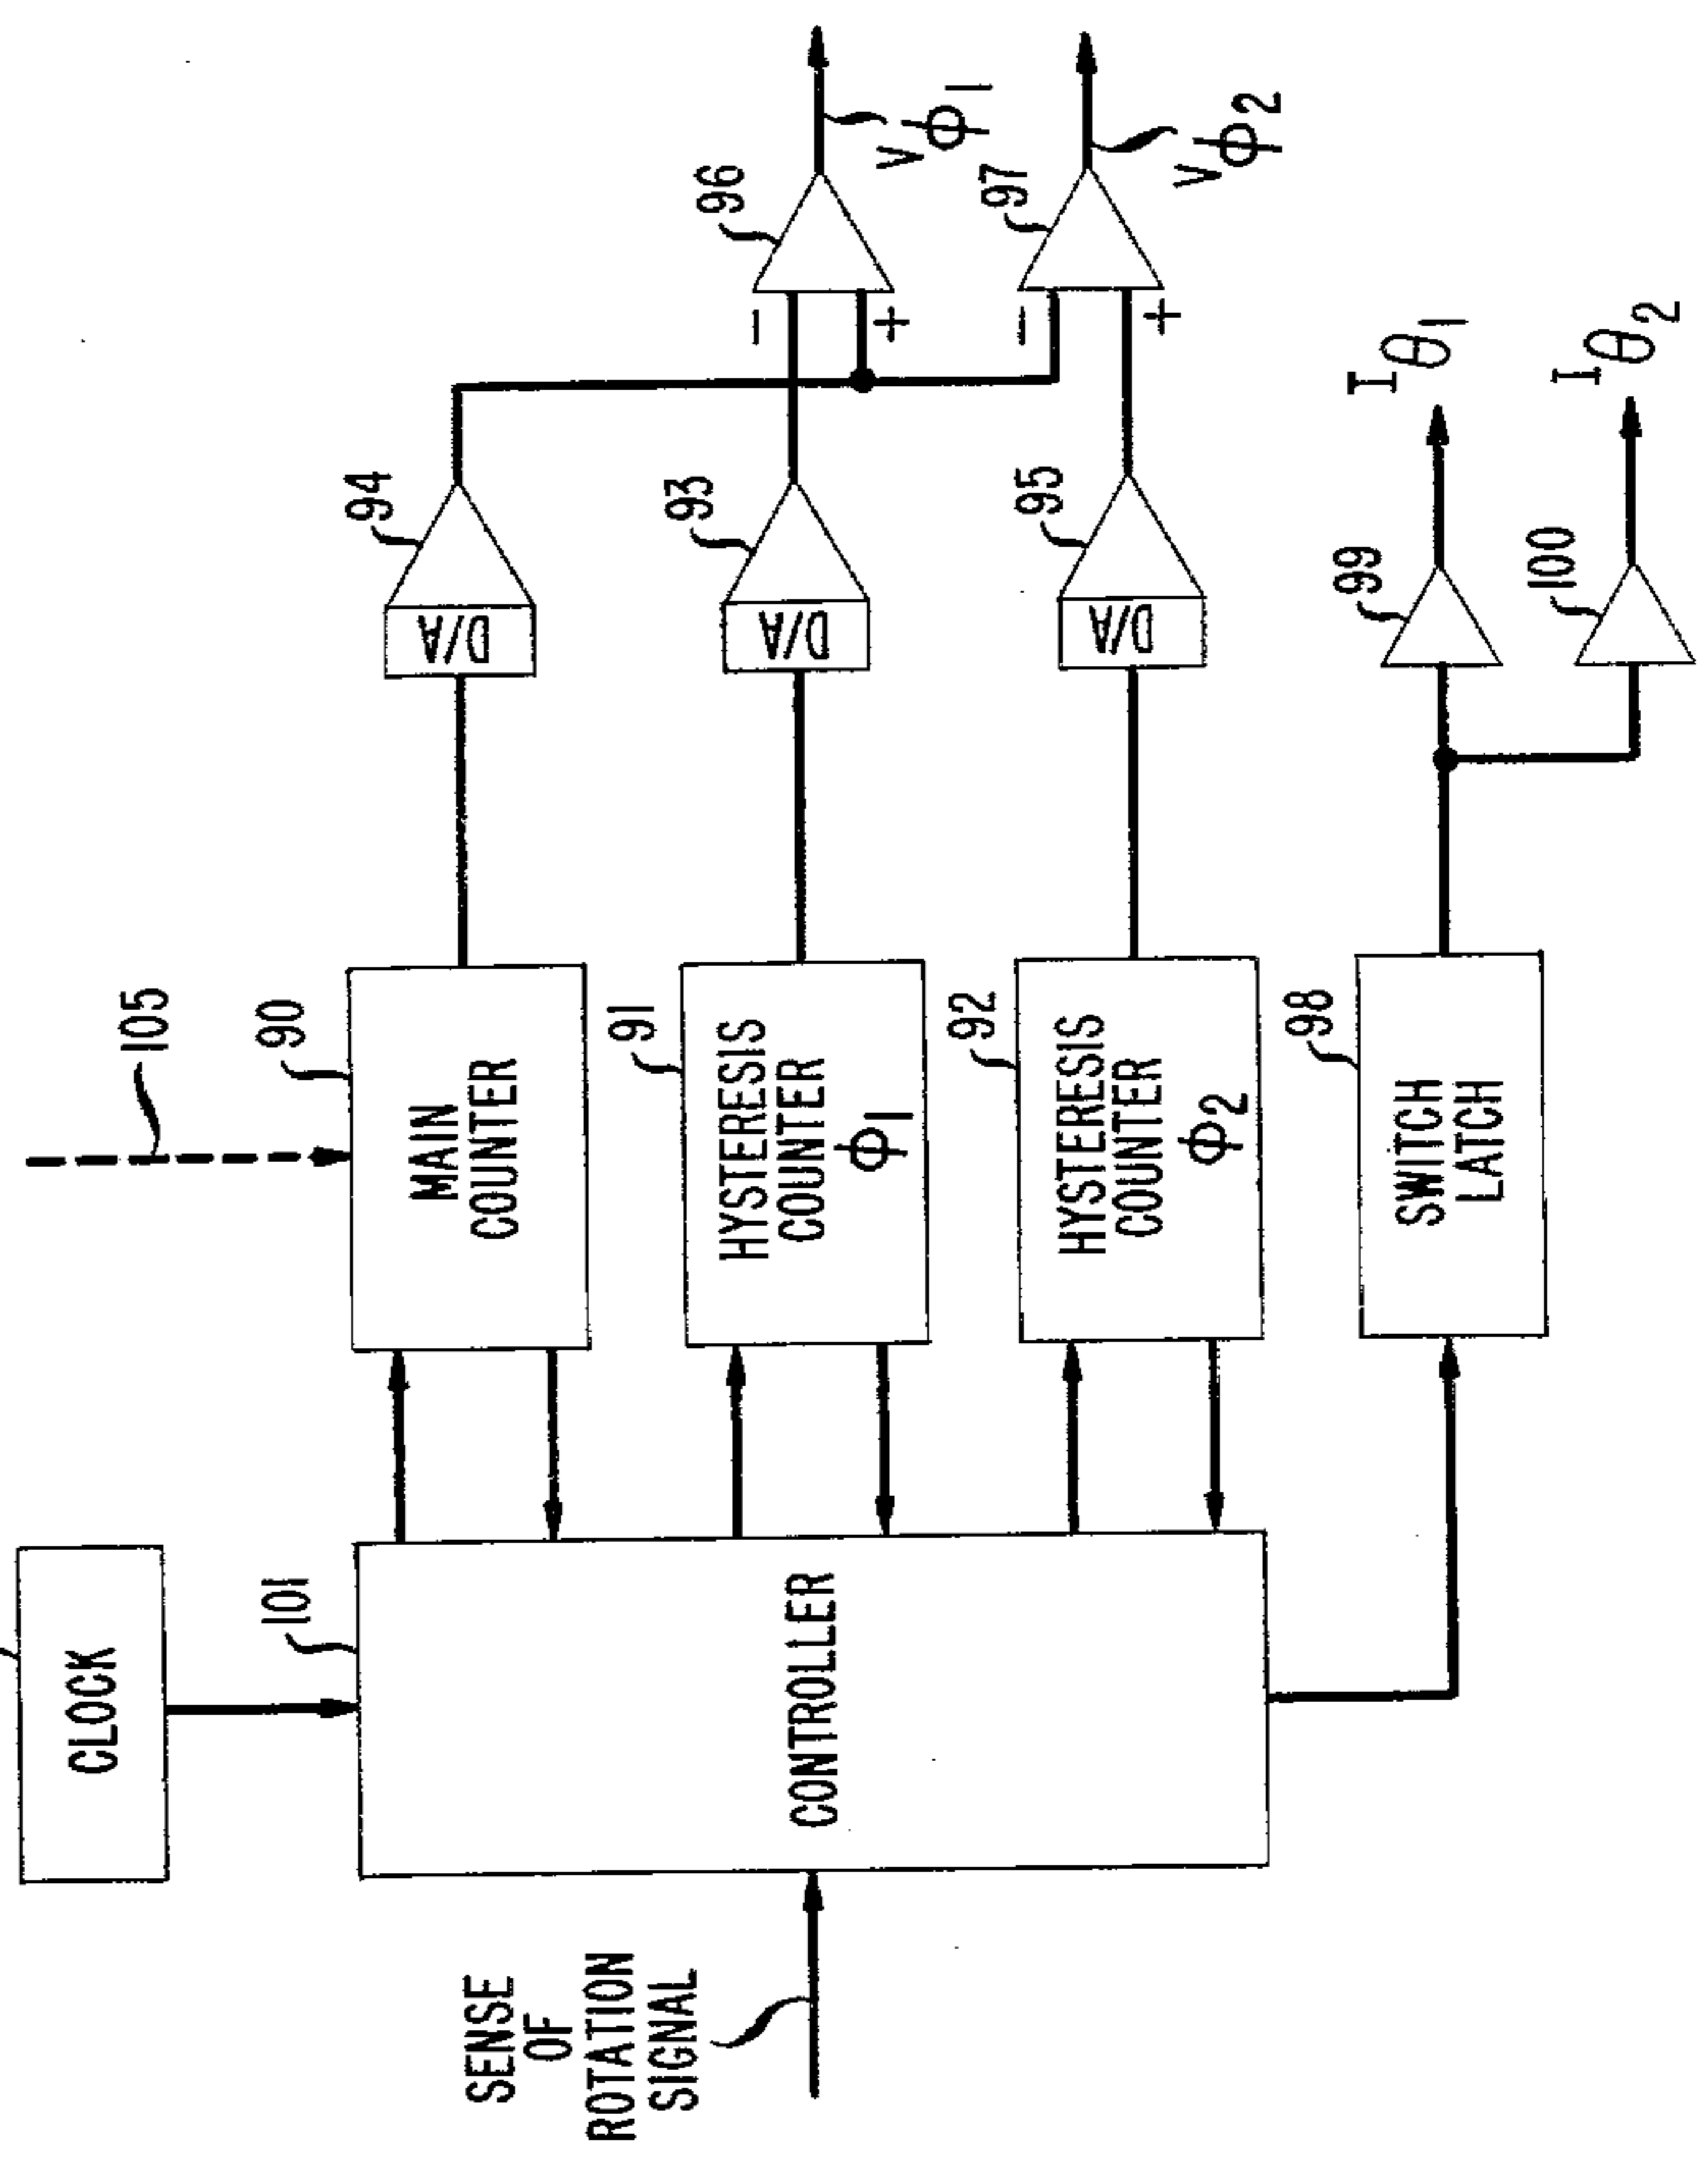 CLOCK
101
CONTROLLER
SENSE
OF
ROTATION
SIGNAL
105
90
MAIN
COUNTER
91
HYSTERESIS
COUNTER
Φ1
92
HYSTERESIS
COUNTER
Φ2
98
SWITCH
LATCH
94
D/A
93
D/A
95
D/A
96
−
+
VΦ1
97
−
+
VΦ2
99
Iθ1
100
Iθ2